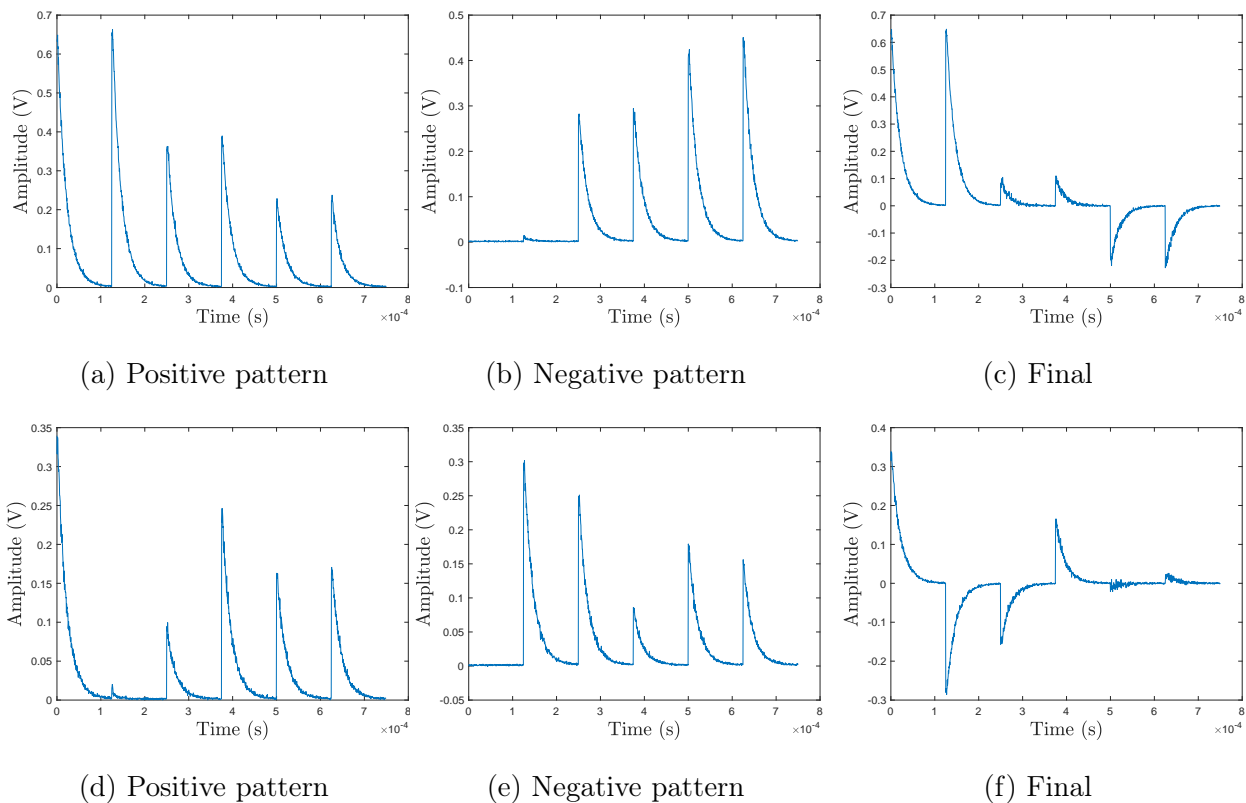 0.7
0.6
0.5
0.4
0.3
0.2
0.1
0
Amplitude (V)
0 1 2 3 4 5 6 7 8
Time (s)
×10-4
(a) Positive pattern
0.5
0.4
0.3
0.2
0.1
0
-0.1
Amplitude (V)
0 1 2 3 4 5 6 7 8
Time (s)
×10-4
(b) Negative pattern
0.7
0.6
0.5
0.4
0.3
0.2
0.1
0
-0.1
-0.2
-0.3
Amplitude (V)
0 1 2 3 4 5 6 7 8
Time (s)
×10-4
(c) Final
0.35
0.3
0.25
0.2
0.15
0.1
0.05
0
Amplitude (V)
0 1 2 3 4 5 6 7 8
Time (s)
×10-4
(d) Positive pattern
0.35
0.3
0.25
0.2
0.15
0.1
0.05
0
-0.05
Amplitude (V)
0 1 2 3 4 5 6 7 8
Time (s)
×10-4
(e) Negative pattern
0.4
0.3
0.2
0.1
0
-0.1
-0.2
-0.3
Amplitude (V)
0 1 2 3 4 5 6 7 8
Time (s)
×10-4
(f) Final